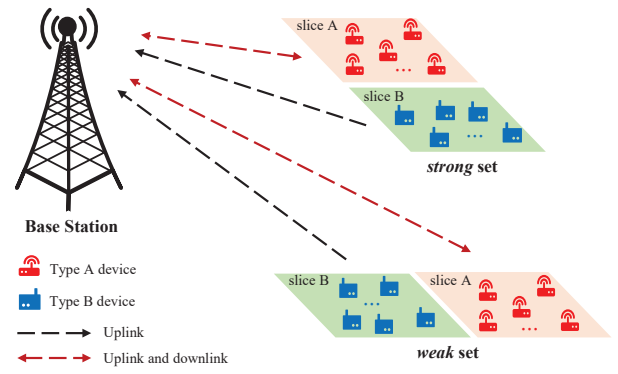 slice A
slice B
...
...
strong set
Base Station
Type A device
Type B device
Uplink
Uplink and downlink
slice B
slice A
...
...
weak set